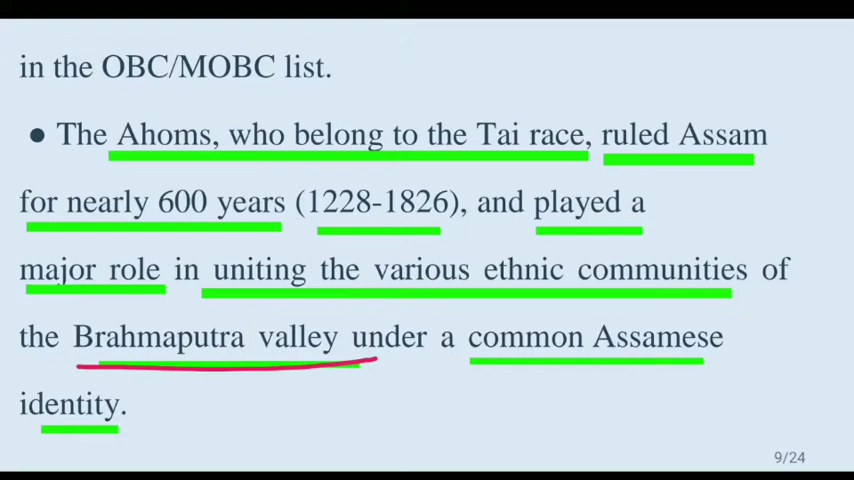 in the OBC/MOBC list.
● The Ahoms, who belong to the Tai race, ruled Assam
for nearly 600 years (1228-1826), and played a
major role in uniting the various ethnic communities of
the Brahmaputra valley under a common Assamese
identity.
9/24